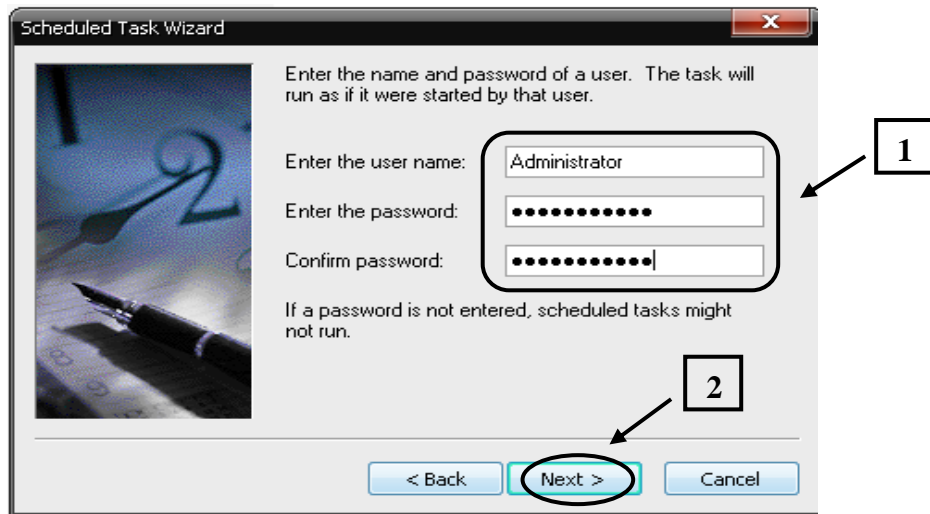 Scheduled Task Wizard
Enter the name and password of a user. The task will
run as if it were started by that user.
1
Enter the user name: Administrator
Enter the password: ●●●●●●●●●●●
Confirm password: ●●●●●●●●●●●
If a password is not entered, scheduled tasks might
not run.
2
< Back Next > Cancel